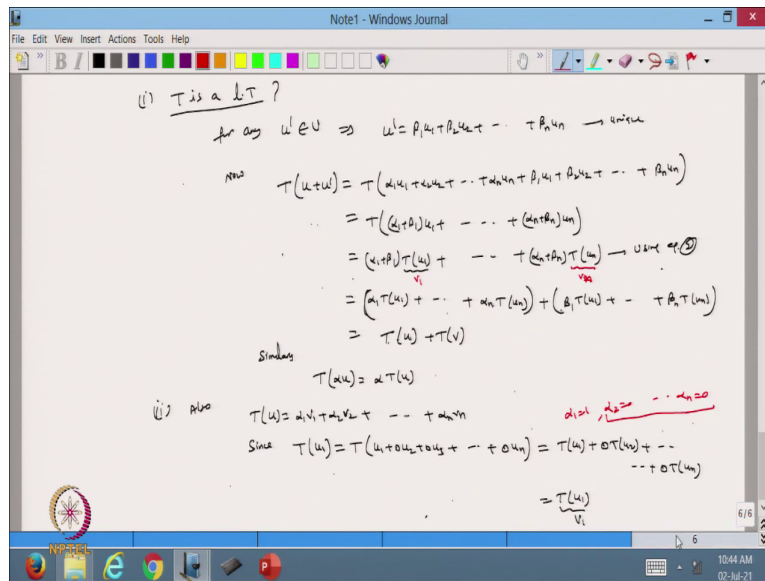 Note1 - Windows Journal
File Edit View Insert Actions Tools Help
(i) T is a L.T ?
for any u' ∈ U ⇒ u' = β₁u₁ + β₂u₂ + -- + βₙuₙ → unique
Now T(u+u') = T(α₁u₁ + α₂u₂ + -- + αₙuₙ + β₁u₁ + β₂u₂ + -- + βₙuₙ)
= T((α₁+β₁)u₁ + -- -- + (αₙ+βₙ)uₙ)
= (α₁+β₁)T(u₁) + -- -- + (αₙ+βₙ)T(uₙ) → Using eq. ②
v₁
= (α₁T(u₁) + -- + αₙT(uₙ)) + (β₁T(u₁) + - + βₙT(uₙ))
= T(u) + T(v)
Similary
T(αu) = αT(u)
(ii) Also T(u) = α₁v₁ + α₂v₂ + -- -- + αₙvₙ α₁=1, α₂=0 -- αₙ=0
Since T(u₁) = T(u₁ + 0u₂ + 0u₃ + -- + 0uₙ) = T(u₁) + 0T(u₂) + --
-- + 0T(uₙ)
= T(u₁)
v₁
6/6
NPTEL
6
10:44 AM
02-Jul-21